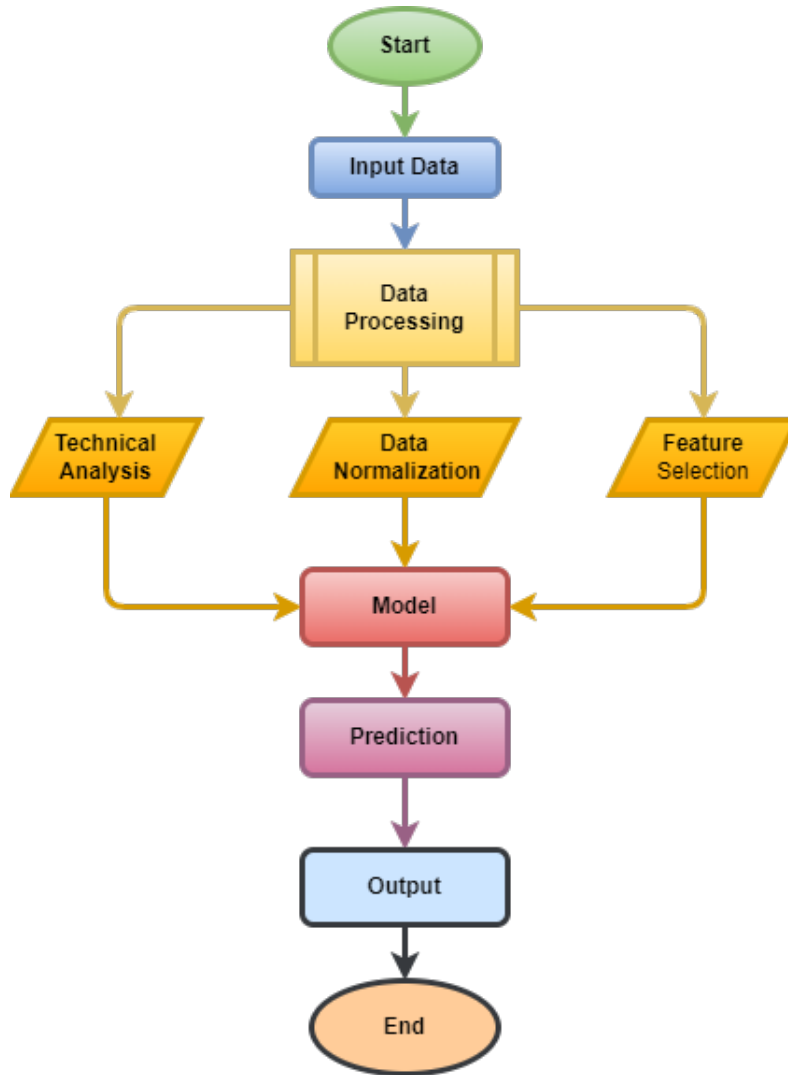 Start
Input Data
Data
Processing
Technical
Analysis
Data
Normalization
Feature
Selection
Model
Prediction
Output
End